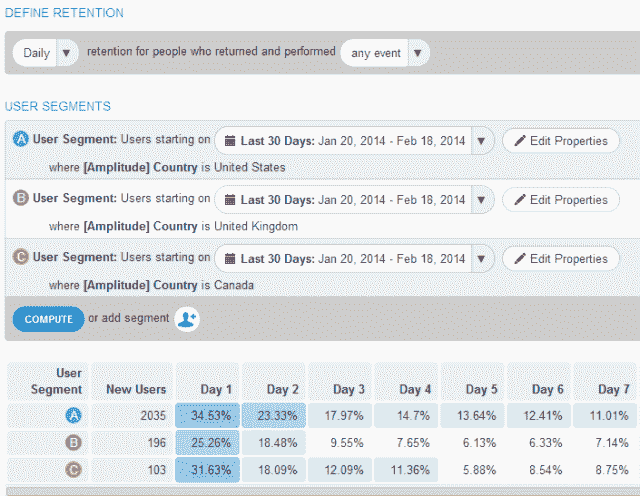 DEFINE RETENTION
Daily retention for people who returned and performed any event
USER SEGMENTS
A User Segment: Users starting on Last 30 Days: Jan 20, 2014 - Feb 18, 2014 Edit Properties
where [Amplitude] Country is United States
B User Segment: Users starting on Last 30 Days: Jan 20, 2014 - Feb 18, 2014 Edit Properties
where [Amplitude] Country is United Kingdom
C User Segment: Users starting on Last 30 Days: Jan 20, 2014 - Feb 18, 2014 Edit Properties
where [Amplitude] Country is Canada
COMPUTE or add segment
User
Segment New Users Day 1 Day 2 Day 3 Day 4 Day 5 Day 6 Day 7
A 2035 34.53% 23.33% 17.97% 14.7% 13.64% 12.41% 11.01%
B 196 25.26% 18.48% 9.55% 7.65% 6.13% 6.33% 7.14%
C 103 31.63% 18.09% 12.09% 11.36% 5.88% 8.54% 8.75%